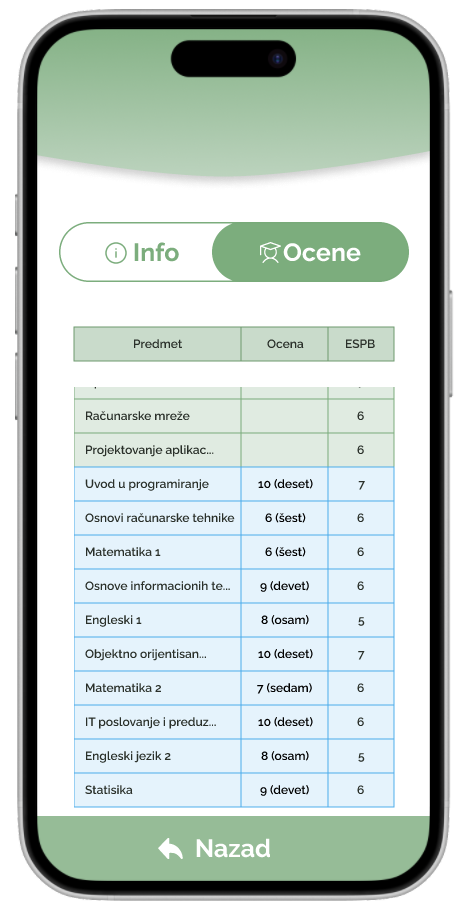 Info
Ocene
Predmet Ocena ESPB
Računarske mreže 6
Projektovanje aplikac... 6
Uvod u programiranje 10 (deset) 7
Osnovi računarske tehnike 6 (šest) 6
Matematika 1 6 (šest) 6
Osnove informacionih te... 9 (devet) 6
Engleski 1 8 (osam) 5
Objektno orijentisan... 10 (deset) 7
Matematika 2 7 (sedam) 6
IT poslovanje i preduz... 10 (deset) 6
Engleski jezik 2 8 (osam) 5
Statisika 9 (devet) 6
Nazad